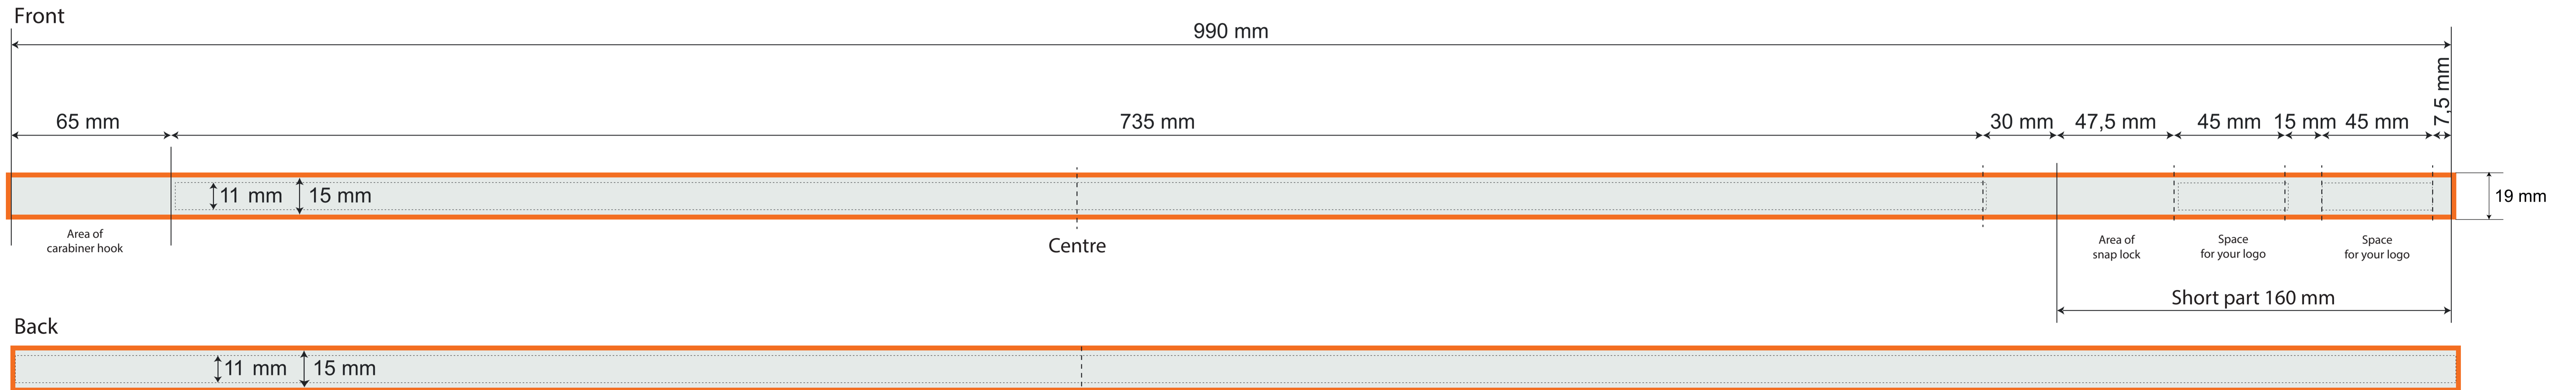 Front
990 mm
7,5 mm
65 mm
735 mm
30 mm
47,5 mm
45 mm
15 mm
45 mm
11 mm
15 mm
19 mm
Area of
carabiner hook
Centre
Area of
snap lock
Space
for your logo
Space
for your logo
Short part 160 mm
Back
11 mm
15 mm